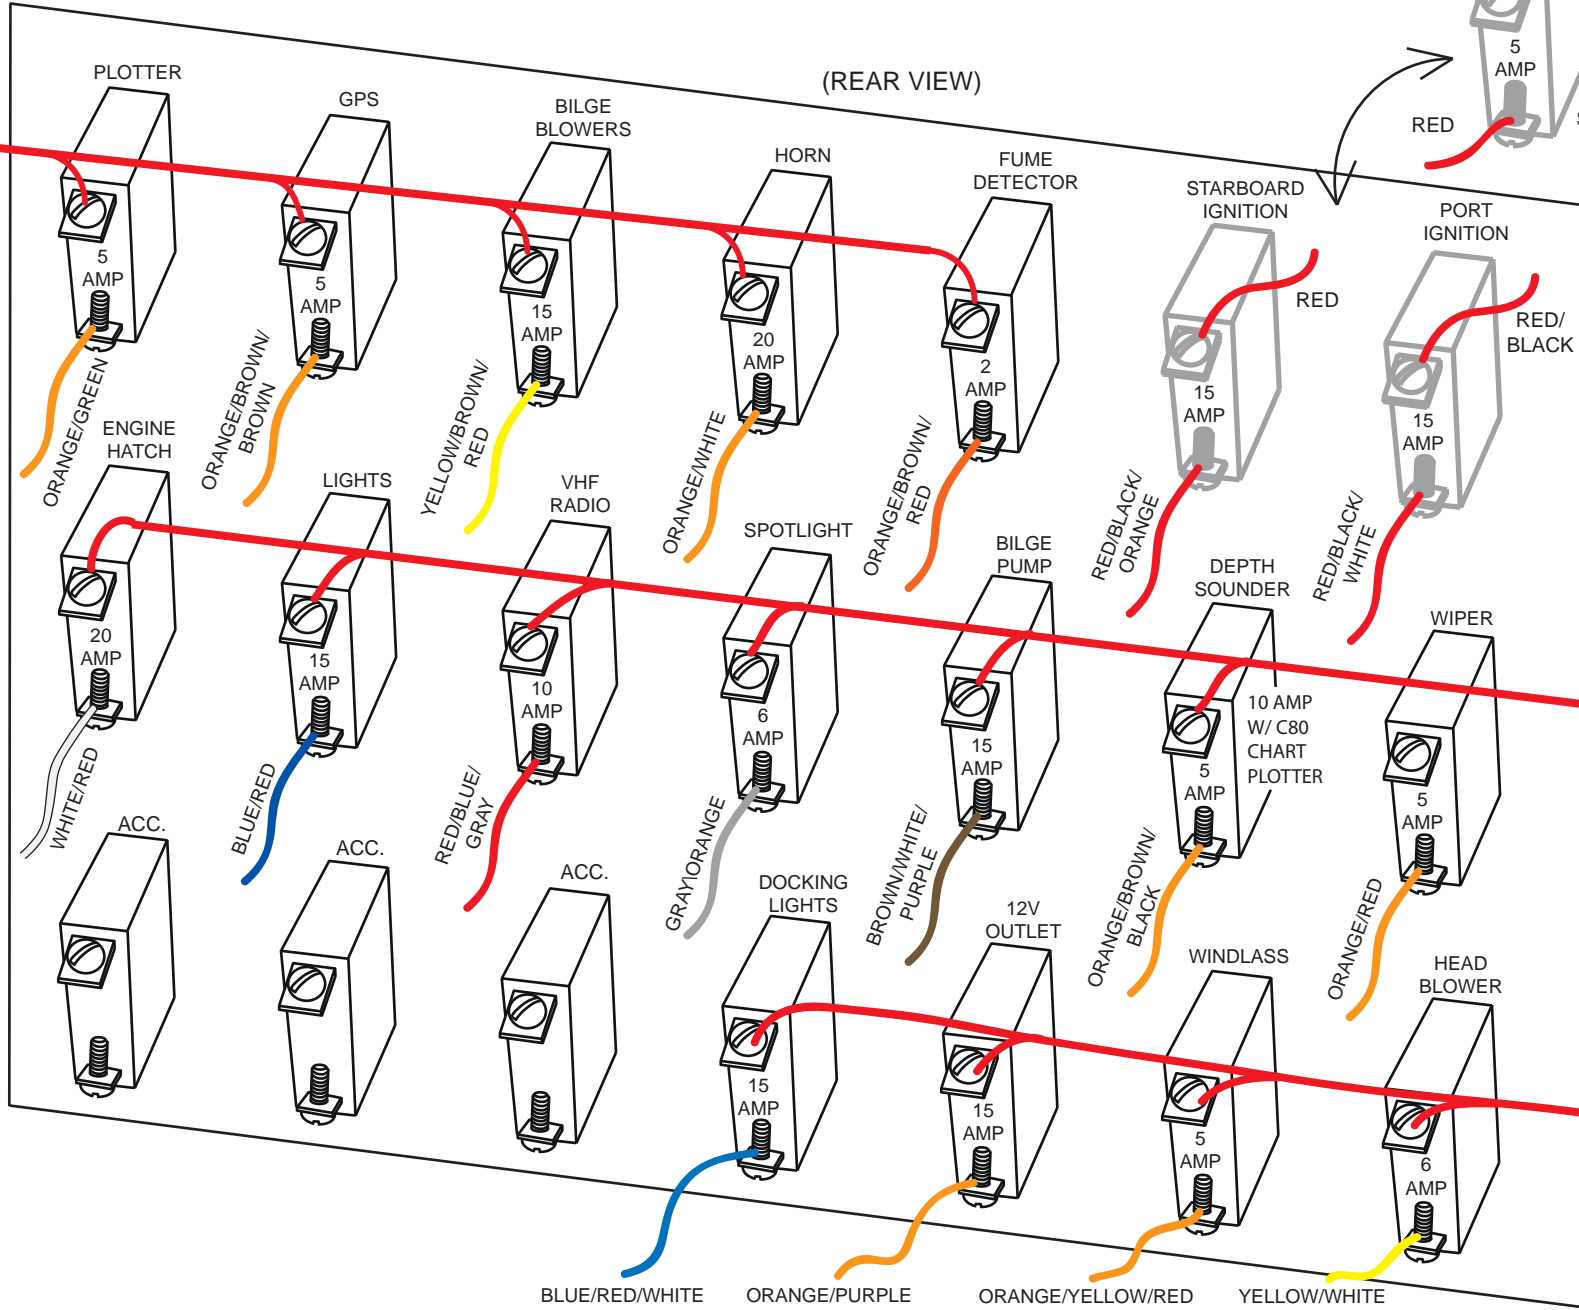 (REAR VIEW)
5
AMP
RED
PLOTTER
5
AMP
ORANGE/GREEN
GPS
5
AMP
ORANGE/BROWN/
BROWN
BILGE
BLOWERS
15
AMP
YELLOW/BROWN/
RED
HORN
20
AMP
ORANGE/WHITE
FUME
DETECTOR
2
AMP
ORANGE/BROWN/
RED
STARBOARD
IGNITION
RED
15
AMP
RED/BLACK/
ORANGE
PORT
IGNITION
RED/
BLACK
15
AMP
RED/BLACK/
WHITE
ENGINE
HATCH
20
AMP
WHITE/RED
LIGHTS
15
AMP
BLUE/RED
VHF
RADIO
10
AMP
RED/BLUE/
GRAY
SPOTLIGHT
6
AMP
GRAY\ORANGE
BILGE
PUMP
15
AMP
BROWN/WHITE/
PURPLE
DEPTH
SOUNDER
10 AMP
W/ C80
CHART
PLOTTER
5
AMP
ORANGE/BROWN/
BLACK
WIPER
5
AMP
ORANGE/RED
ACC.
ACC.
ACC.
DOCKING
LIGHTS
15
AMP
BLUE/RED/WHITE
12V
OUTLET
15
AMP
ORANGE/PURPLE
WINDLASS
5
AMP
ORANGE/YELLOW/RED
HEAD
BLOWER
6
AMP
YELLOW/WHITE